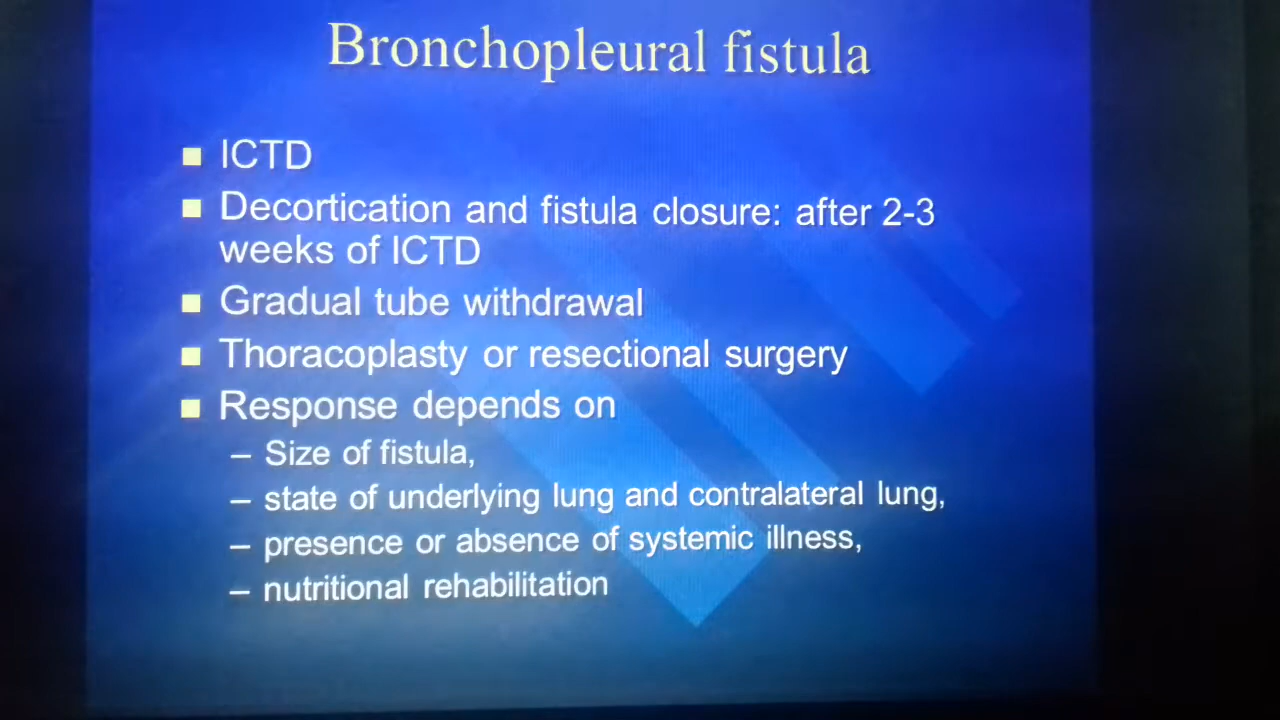 Bronchopleural fistula
■ ICTD
■ Decortication and fistula closure: after 2-3
weeks of ICTD
■ Gradual tube withdrawal
■ Thoracoplasty or resectional surgery
■ Response depends on
– Size of fistula,
– state of underlying lung and contralateral lung,
– presence or absence of systemic illness,
– nutritional rehabilitation